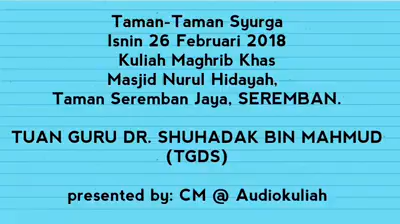 Taman-Taman Syurga
Isnin 26 Februari 2018
Kuliah Maghrib Khas
Masjid Nurul Hidayah,
Taman Seremban Jaya, SEREMBAN.
TUAN GURU DR. SHUHADAK BIN MAHMUD
(TGDS)
presented by: CM @ Audiokuliah